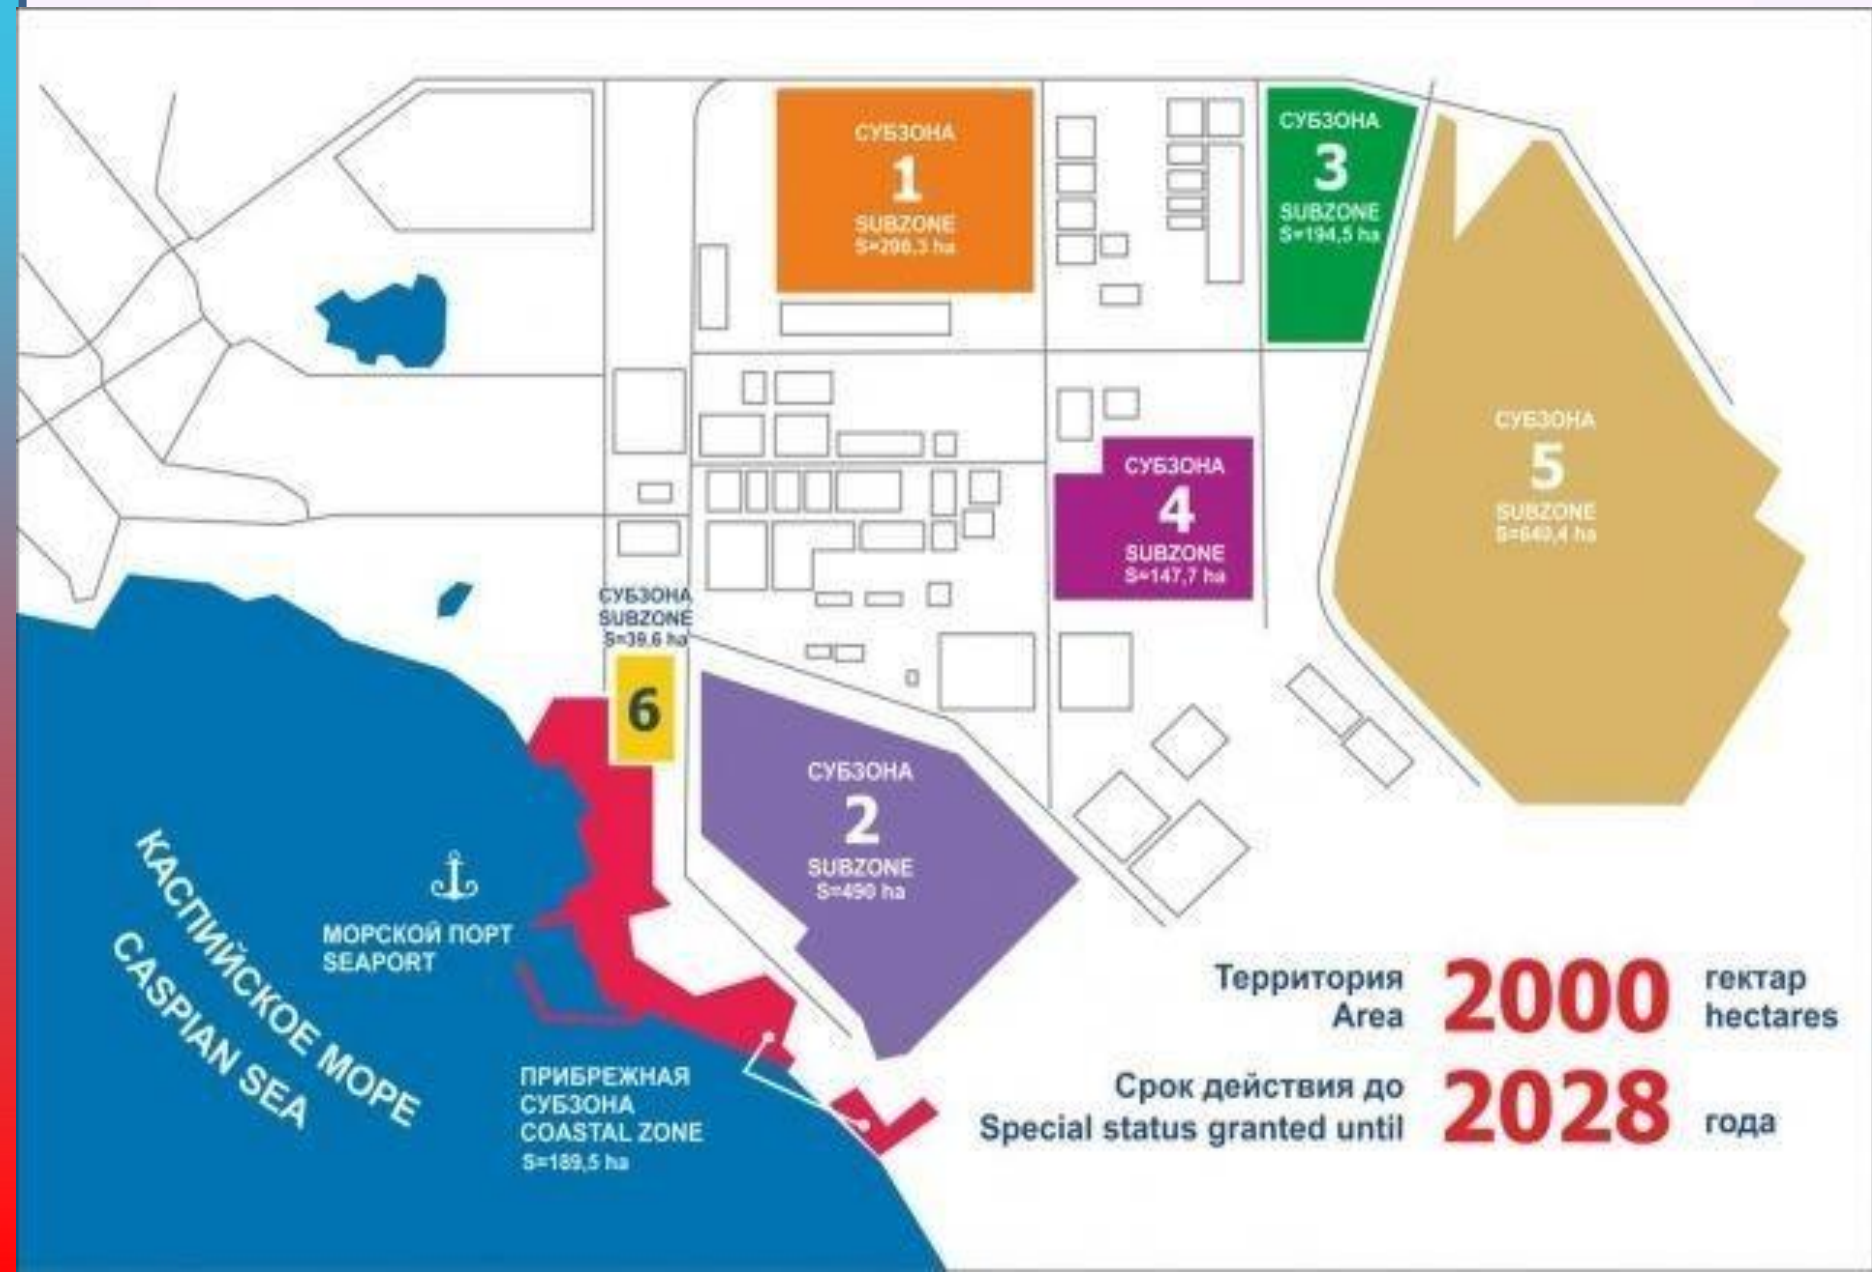 СУБЗОНА
1
SUBZONE
S=298,3 ha
СУБЗОНА
3
SUBZONE
S=194,5 ha
СУБЗОНА
5
SUBZONE
S=640,4 ha
СУБЗОНА
4
SUBZONE
S=147,7 ha
СУБЗОНА
SUBZONE
S=39,6 ha
6
СУБЗОНА
2
SUBZONE
S=490 ha
КАСПИЙСКОЕ МОРЕ
CASPIAN SEA
МОРСКОЙ ПОРТ
SEAPORT
ПРИБРЕЖНАЯ
СУБЗОНА
COASTAL ZONE
S=189,5 ha
Территория
Area
2000
гектар
hectares
Срок действия до
Special status granted until
2028
года